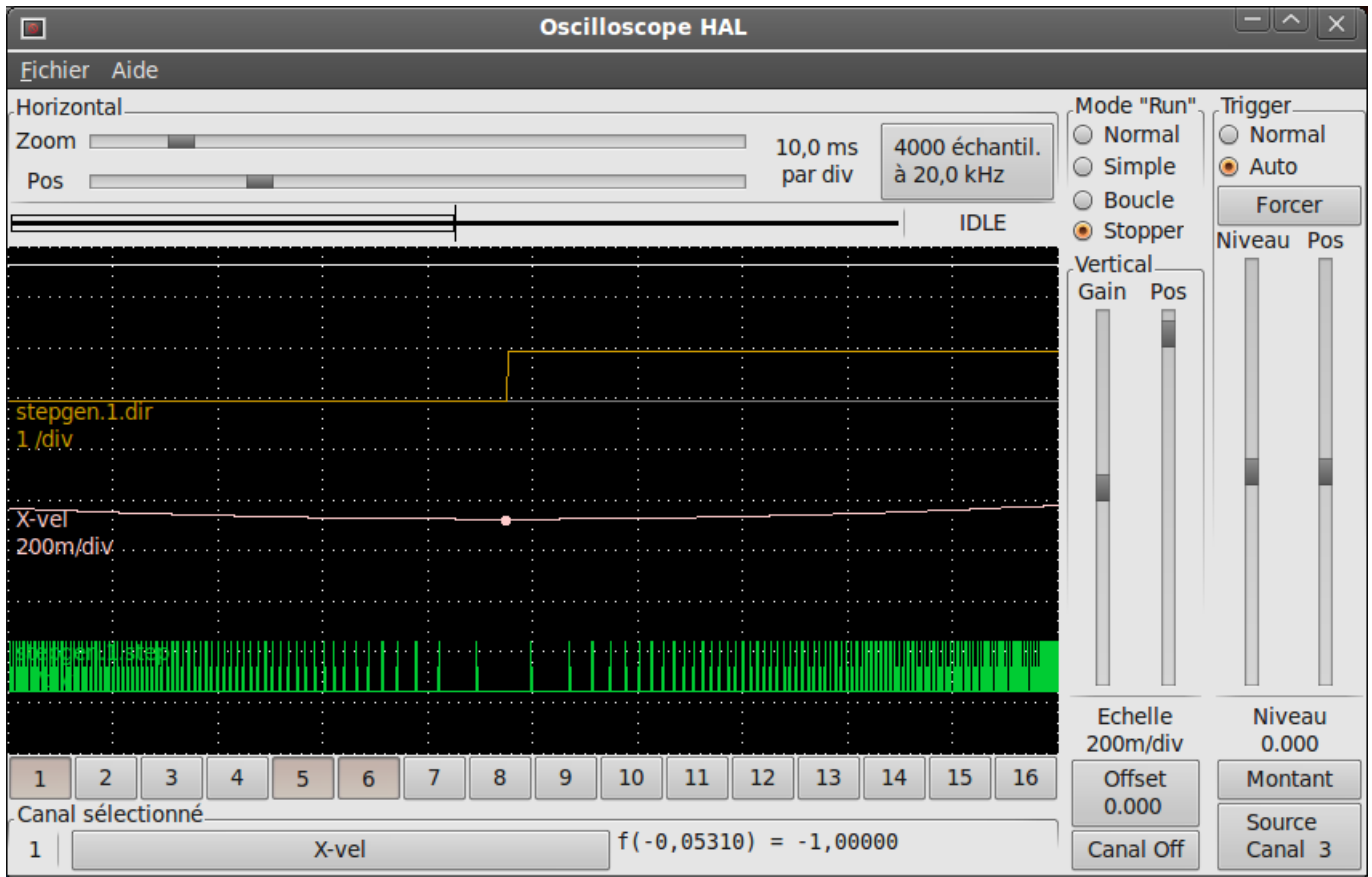 Oscilloscope HAL
Fichier Aide
Horizontal
Zoom
Pos
10,0 ms
par div
4000 échantil.
à 20,0 kHz
IDLE
Mode "Run"
Normal
Simple
Boucle
Stopper
Trigger
Normal
Auto
Forcer
Niveau Pos
Vertical
Gain Pos
stepgen.1.dir
1 /div
X-vel
200m/div
stepgen.1.step
Echelle
200m/div
Offset
0.000
Canal Off
Niveau
0.000
Montant
Source
Canal 3
1 2 3 4 5 6 7 8 9 10 11 12 13 14 15 16
Canal sélectionné
1 X-vel f(-0,05310) = -1,00000